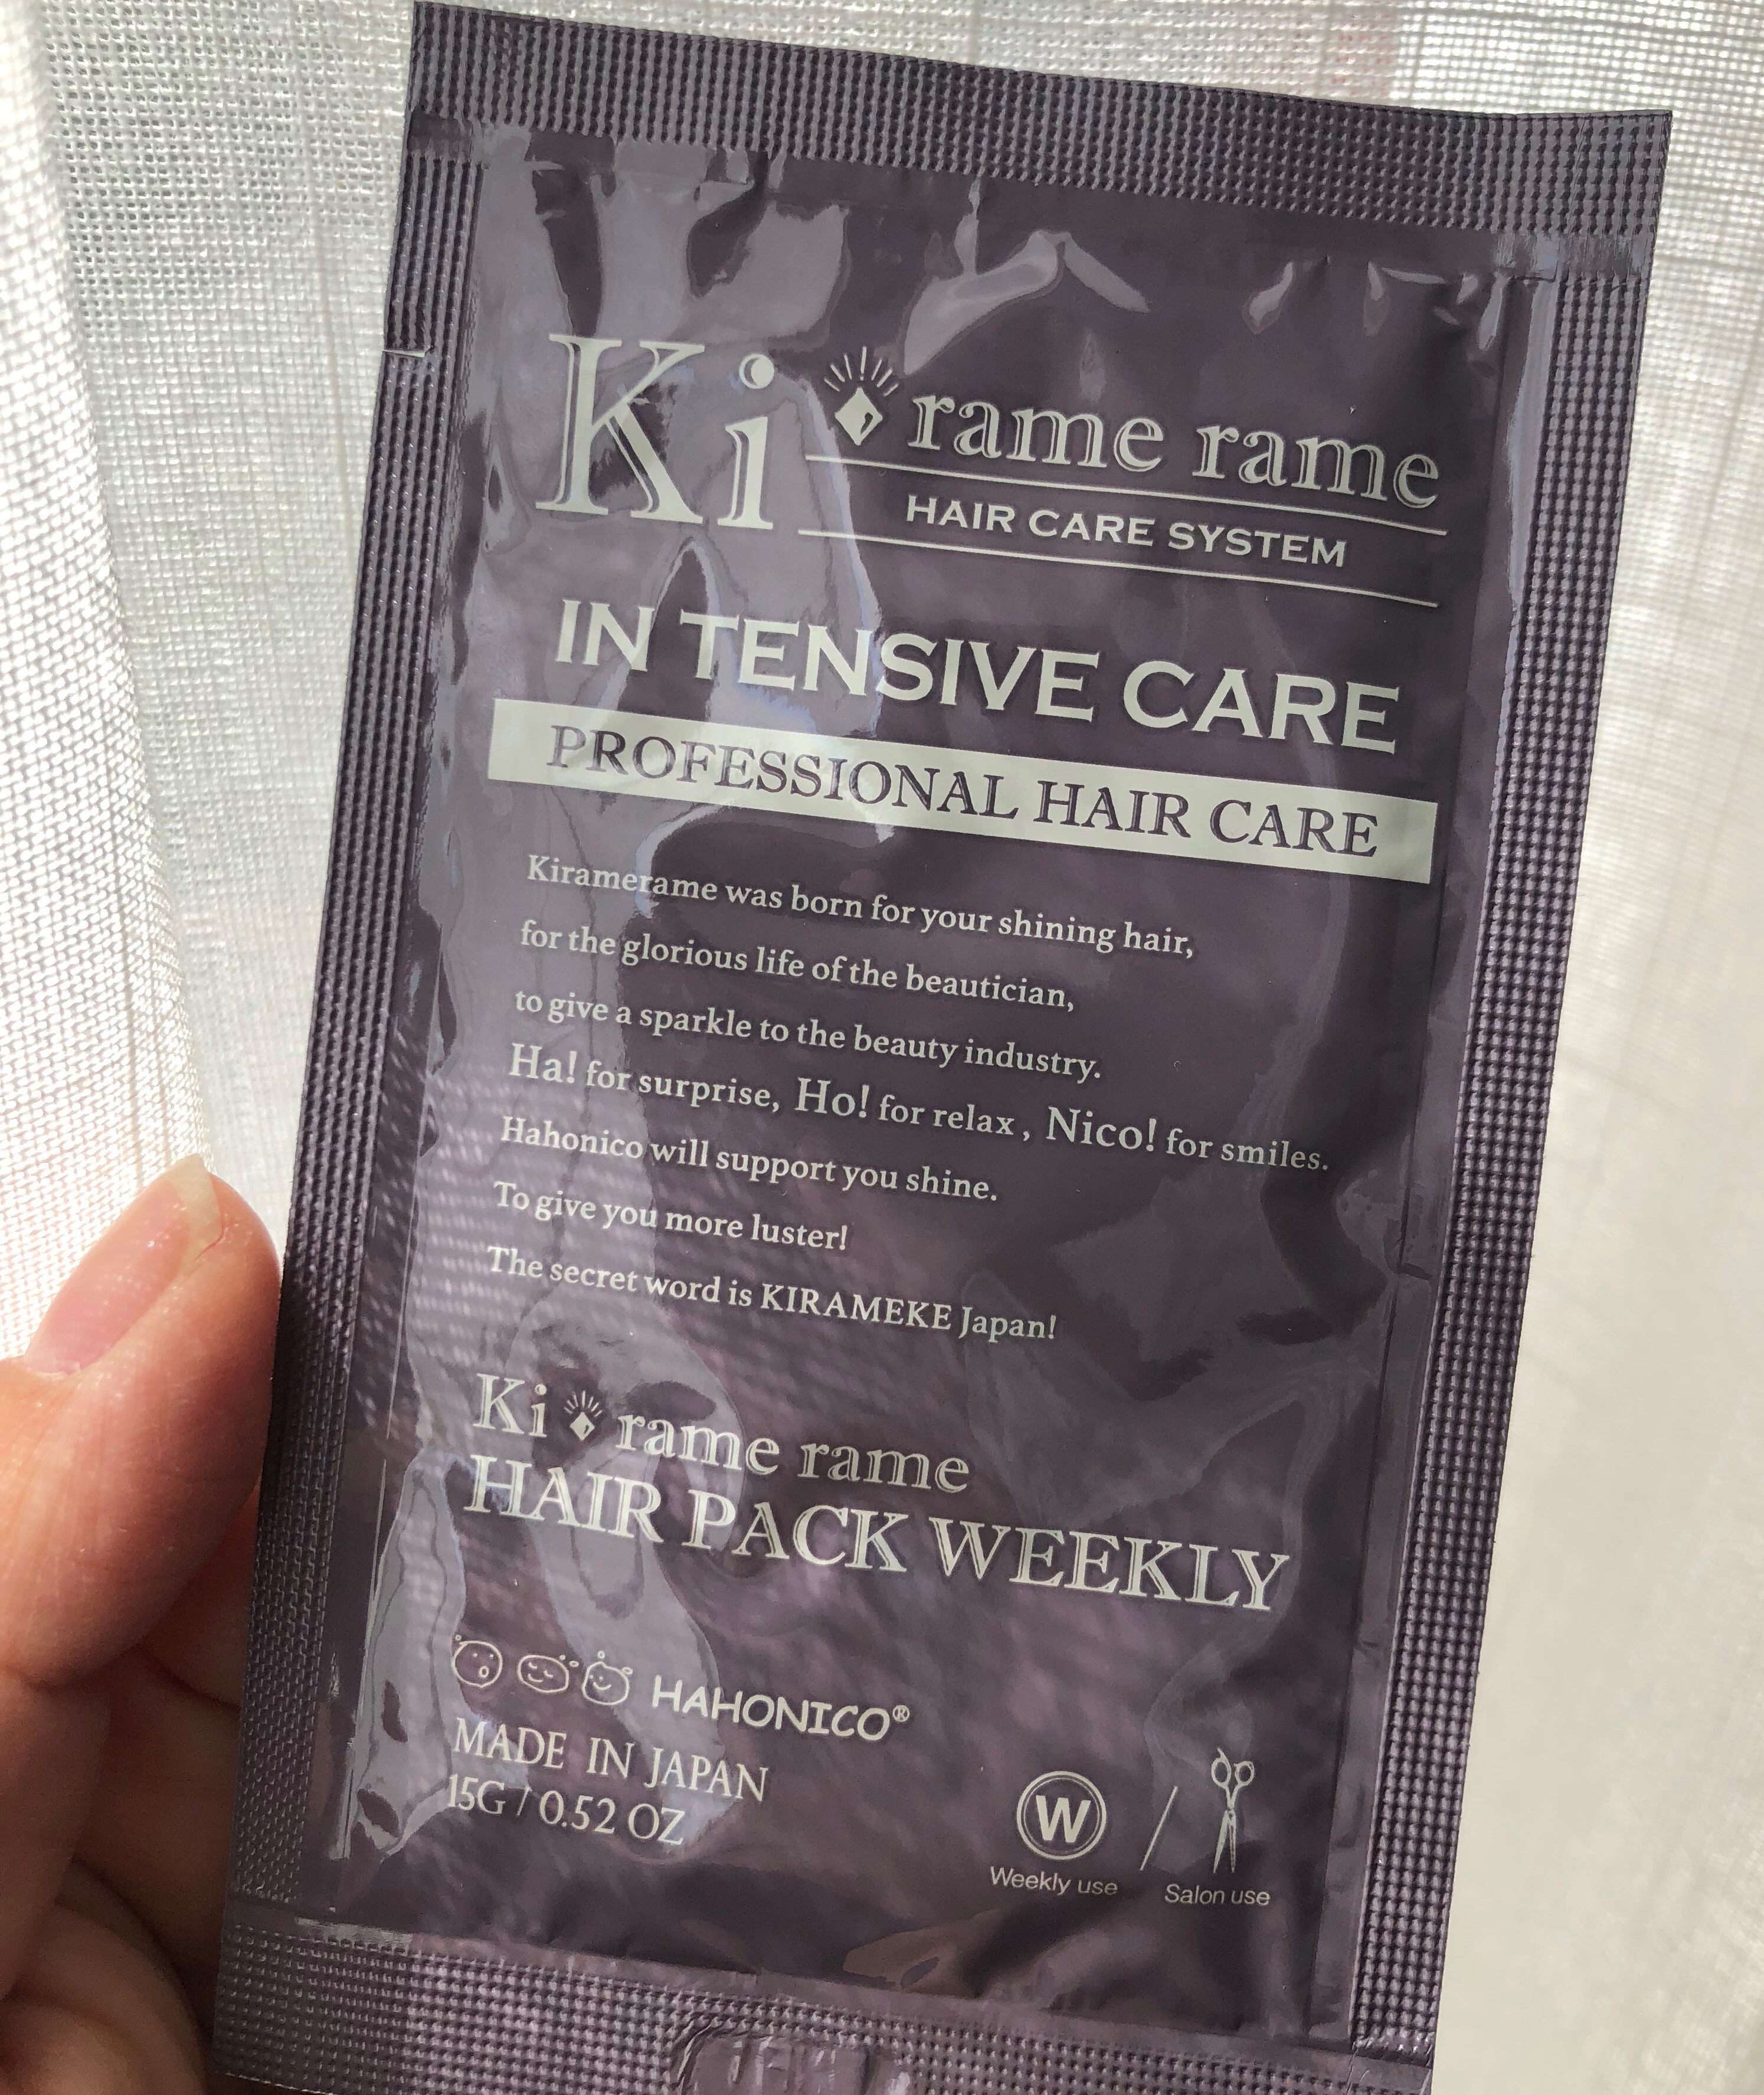 Ki rame rame
HAIR CARE SYSTEM
IN TENSIVE CARE
PROFESSIONAL HAIR CARE
Kiramerame was born for your shining hair,
for the glorious life of the beautician,
to give a sparkle to the beauty industry.
Ha! for surprise, Ho! for relax, Nico! for smiles.
Hahonico will support you shine.
To give you more luster!
The secret word is KIRAMEKE Japan!
Ki rame rame
HAIR PACK WEEKLY
HAHONICO®
MADE IN JAPAN
15G / 0.52 OZ
W
Weekly use / Salon use